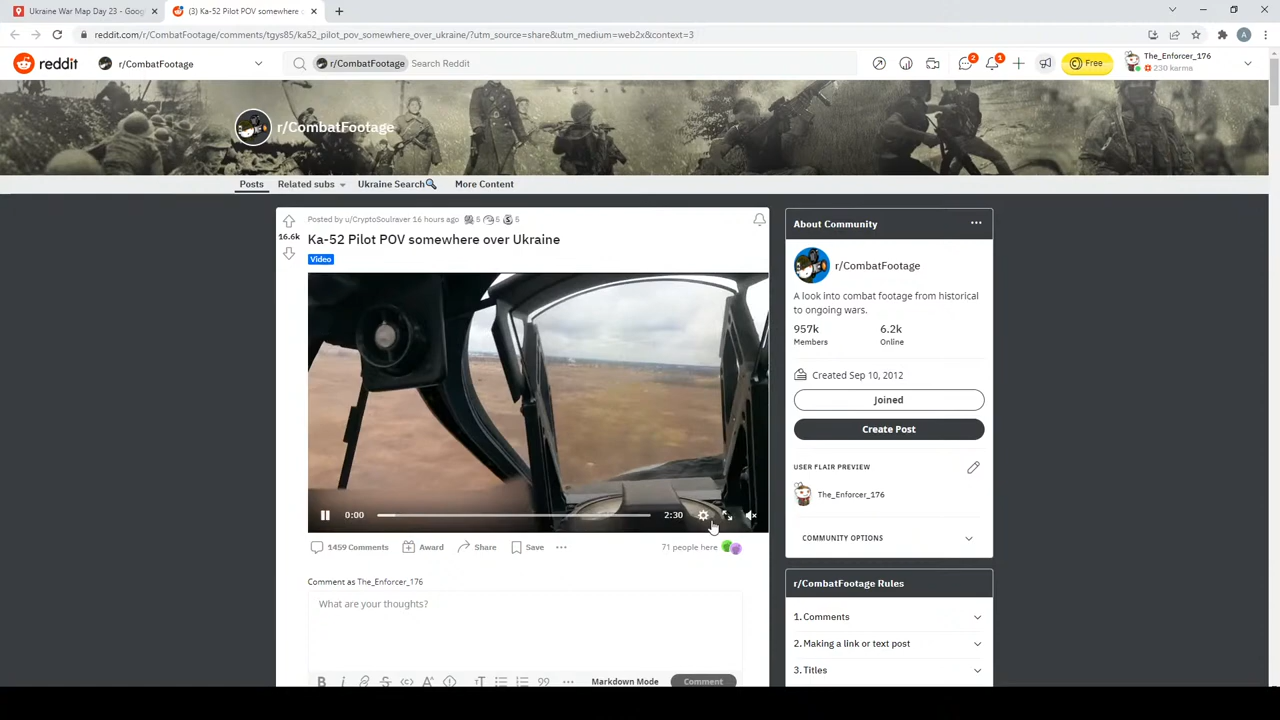 Ukraine War Map Day 23 - Goog
(3) Ka-52 Pilot POV somewhere o
reddit.com/r/CombatFootage/comments/tgys85/ka52_pilot_pov_somewhere_over_ukraine/?utm_source=share&utm_medium=web2x&context=3
A
reddit
r/CombatFootage
r/CombatFootage
Search Reddit
2
1
Free
The_Enforcer_176
230 karma
r/CombatFootage
Posts
Related subs
Ukraine Search🔍
More Content
Posted by u/CryptoSoulraver 16 hours ago
5
5
5
16.6k
Ka-52 Pilot POV somewhere over Ukraine
Video
0:00
2:30
1459 Comments
Award
Share
Save
71 people here
Comment as The_Enforcer_176
What are your thoughts?
Markdown Mode
Comment
About Community
r/CombatFootage
A look into combat footage from historical
to ongoing wars.
957k
6.2k
Members
Online
Created Sep 10, 2012
Joined
Create Post
USER FLAIR PREVIEW
The_Enforcer_176
COMMUNITY OPTIONS
r/CombatFootage Rules
1. Comments
2. Making a link or text post
3. Titles